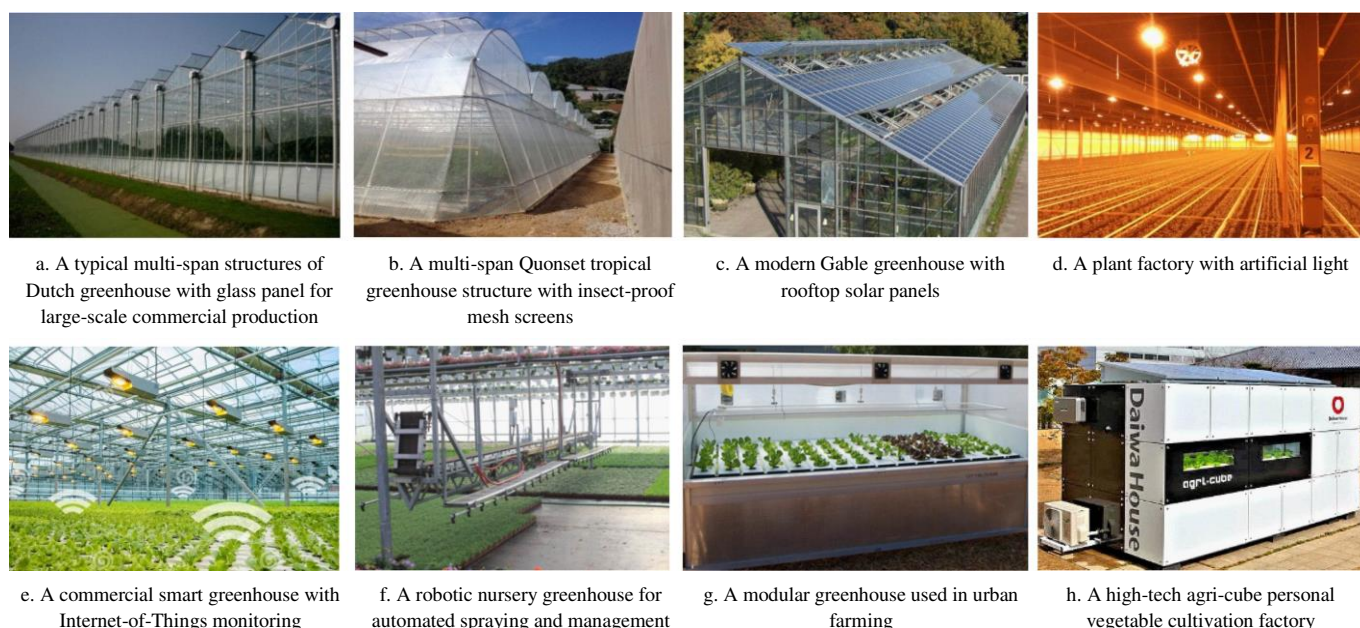 2
a. A typical multi-span structures of
Dutch greenhouse with glass panel for
large-scale commercial production
b. A multi-span Quonset tropical
greenhouse structure with insect-proof
mesh screens
c. A modern Gable greenhouse with
rooftop solar panels
d. A plant factory with artificial light
Daiwa House
agri-cube
e. A commercial smart greenhouse with
Internet-of-Things monitoring
f. A robotic nursery greenhouse for
automated spraying and management
g. A modular greenhouse used in urban
farming
h. A high-tech agri-cube personal
vegetable cultivation factory